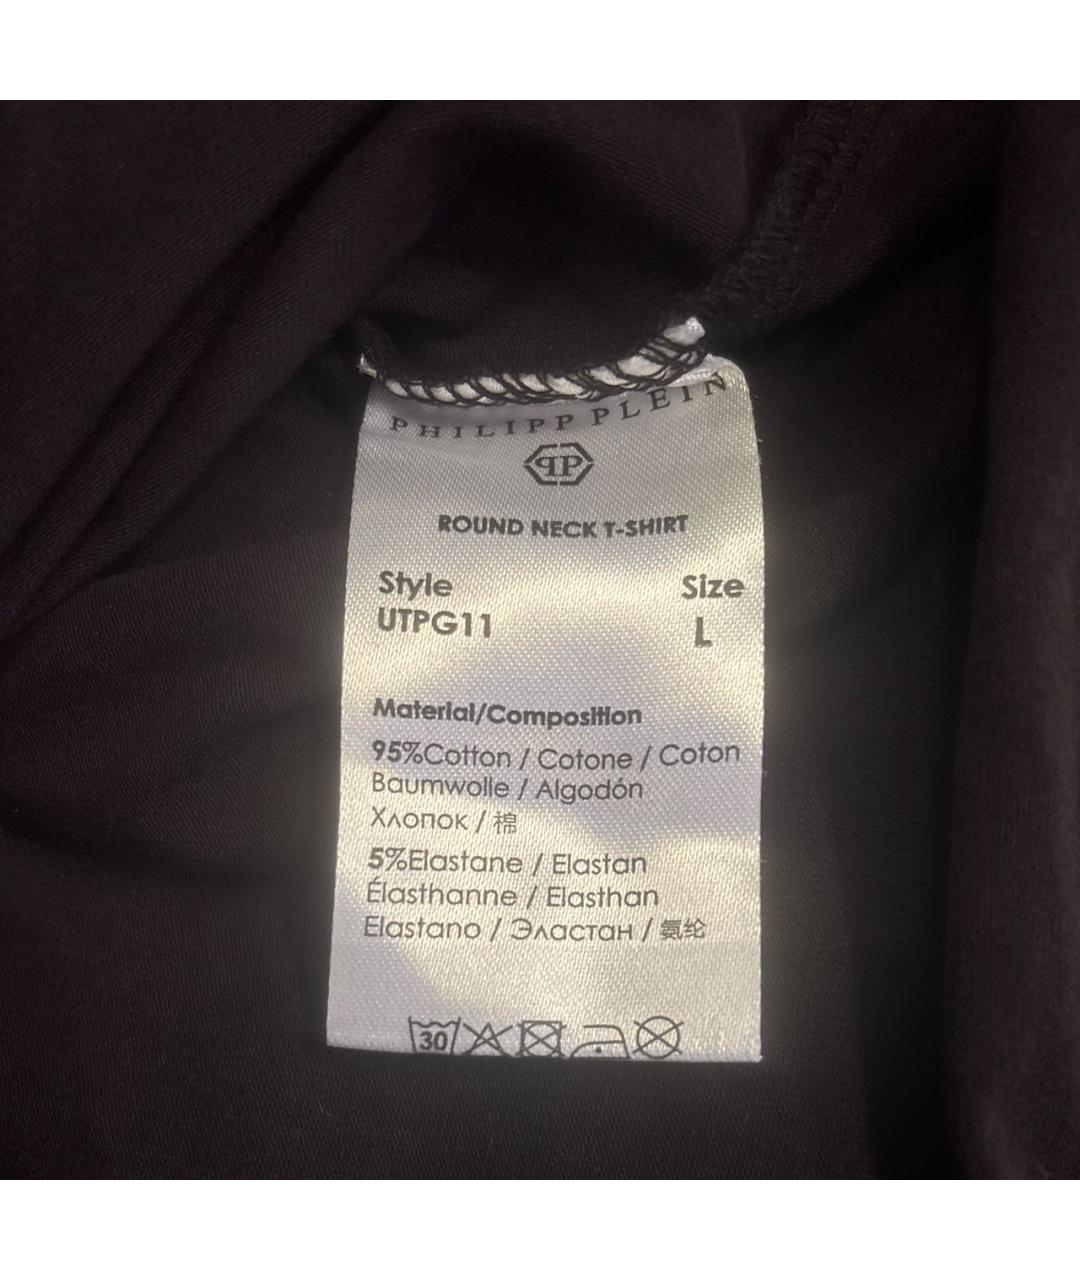 PHILIPP PLEIN
PP
ROUND NECK T-SHIRT
Style Size
UTPG11 L
Material/Composition
95%Cotton / Cotone / Coton
Baumwolle / Algodón
Хлопок / 棉
5%Elastane / Elastan
Élasthanne / Elasthan
Elastano / Эластан / 氨纶
30